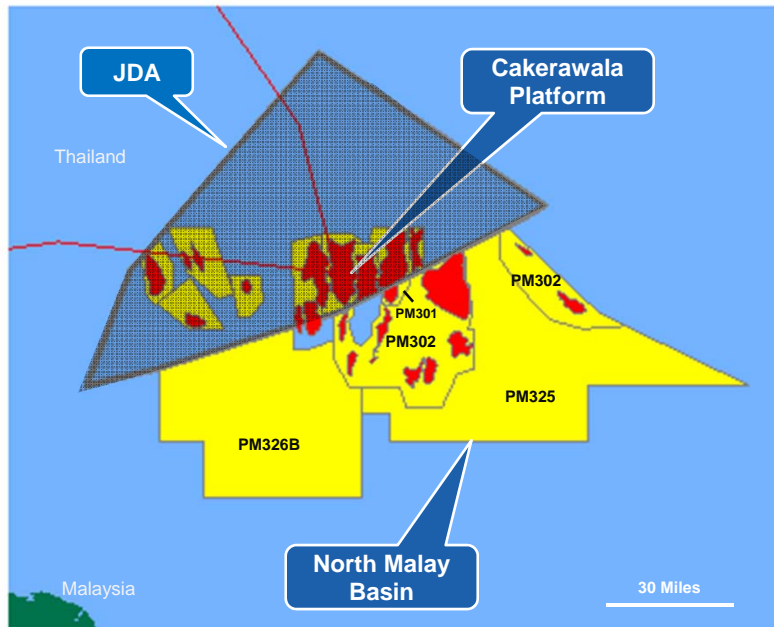 JDA
Cakerawala
Platform
Thailand
PM302
PM301
PM302
PM325
PM326B
North Malay
Basin
Malaysia
30 Miles